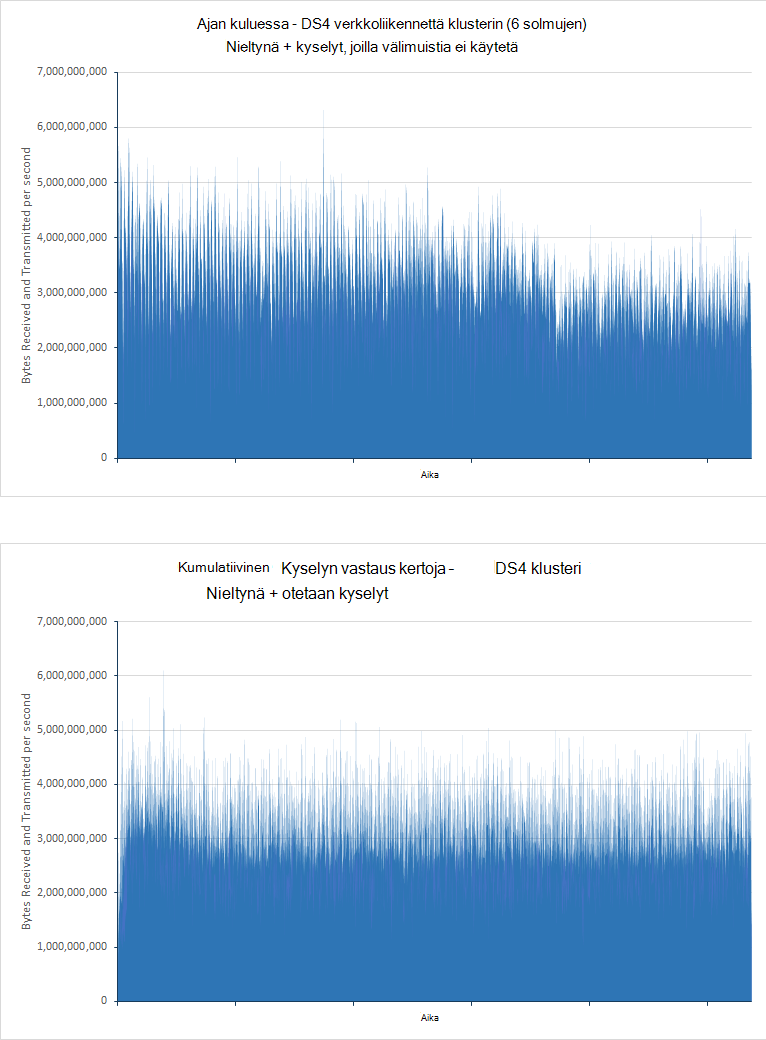 Ajan kuluessa - DS4 verkkoliikennettä klusterin (6 solmujen)
Nieltynä + kyselyt, joilla välimuistia ei käytetä
7,000,000,000
6,000,000,000
5,000,000,000
4,000,000,000
3,000,000,000
2,000,000,000
1,000,000,000
0
Bytes Received and Transmitted per second
Aika
Kumulatiivinen Kyselyn vastaus kertoja - DS4 klusteri
Nieltynä + otetaan kyselyt
7,000,000,000
6,000,000,000
5,000,000,000
4,000,000,000
3,000,000,000
2,000,000,000
1,000,000,000
0
Bytes Received and Transmitted per second
Aika